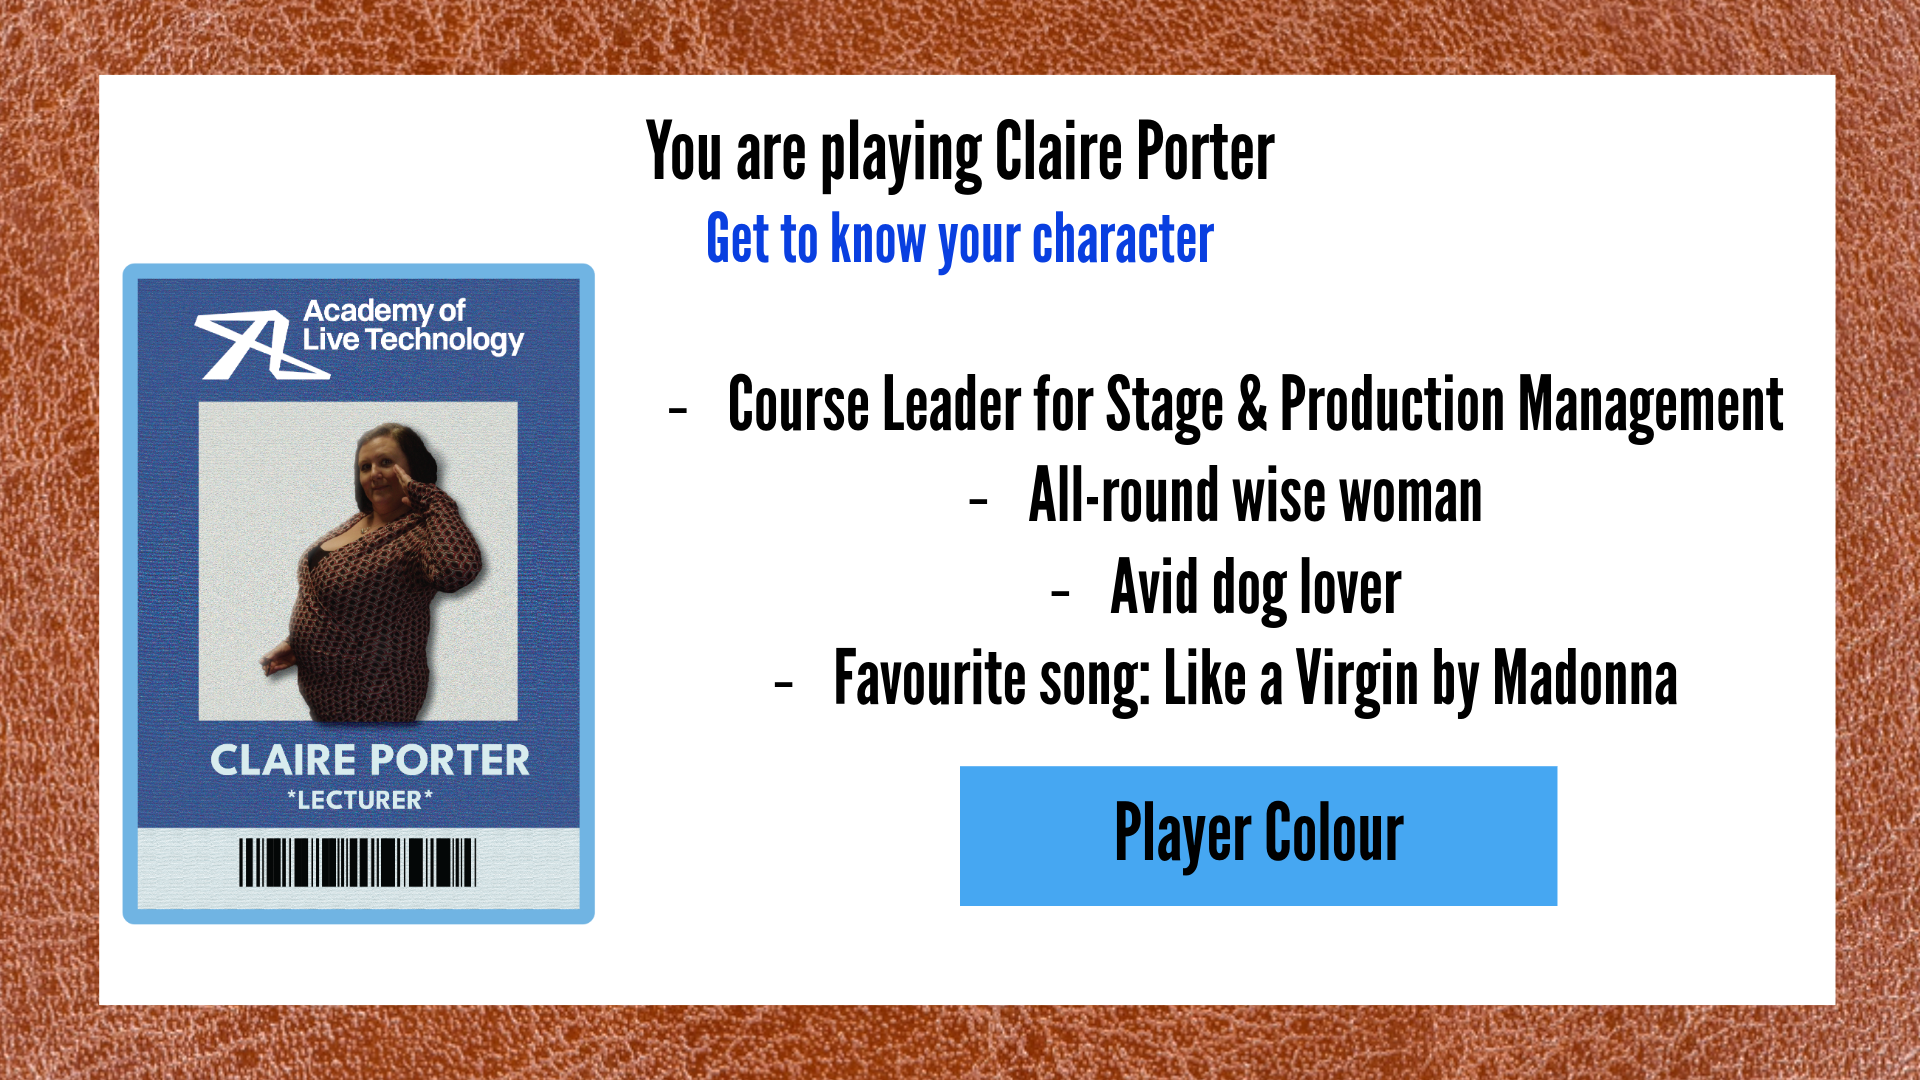 You are playing Claire Porter
Get to know your character
Academy of
Live Technology
CLAIRE PORTER
*LECTURER*
- Course Leader for Stage & Production Management
- All-round wise woman
- Avid dog lover
- Favourite song: Like a Virgin by Madonna
Player Colour